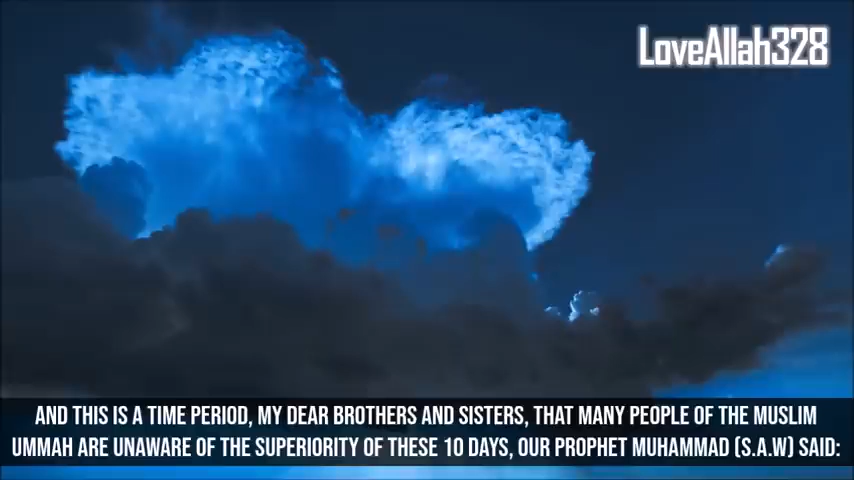 LoveAllah328
AND THIS IS A TIME PERIOD, MY DEAR BROTHERS AND SISTERS, THAT MANY PEOPLE OF THE MUSLIM
UMMAH ARE UNAWARE OF THE SUPERIORITY OF THESE 10 DAYS, OUR PROPHET MUHAMMAD (S.A.W) SAID: